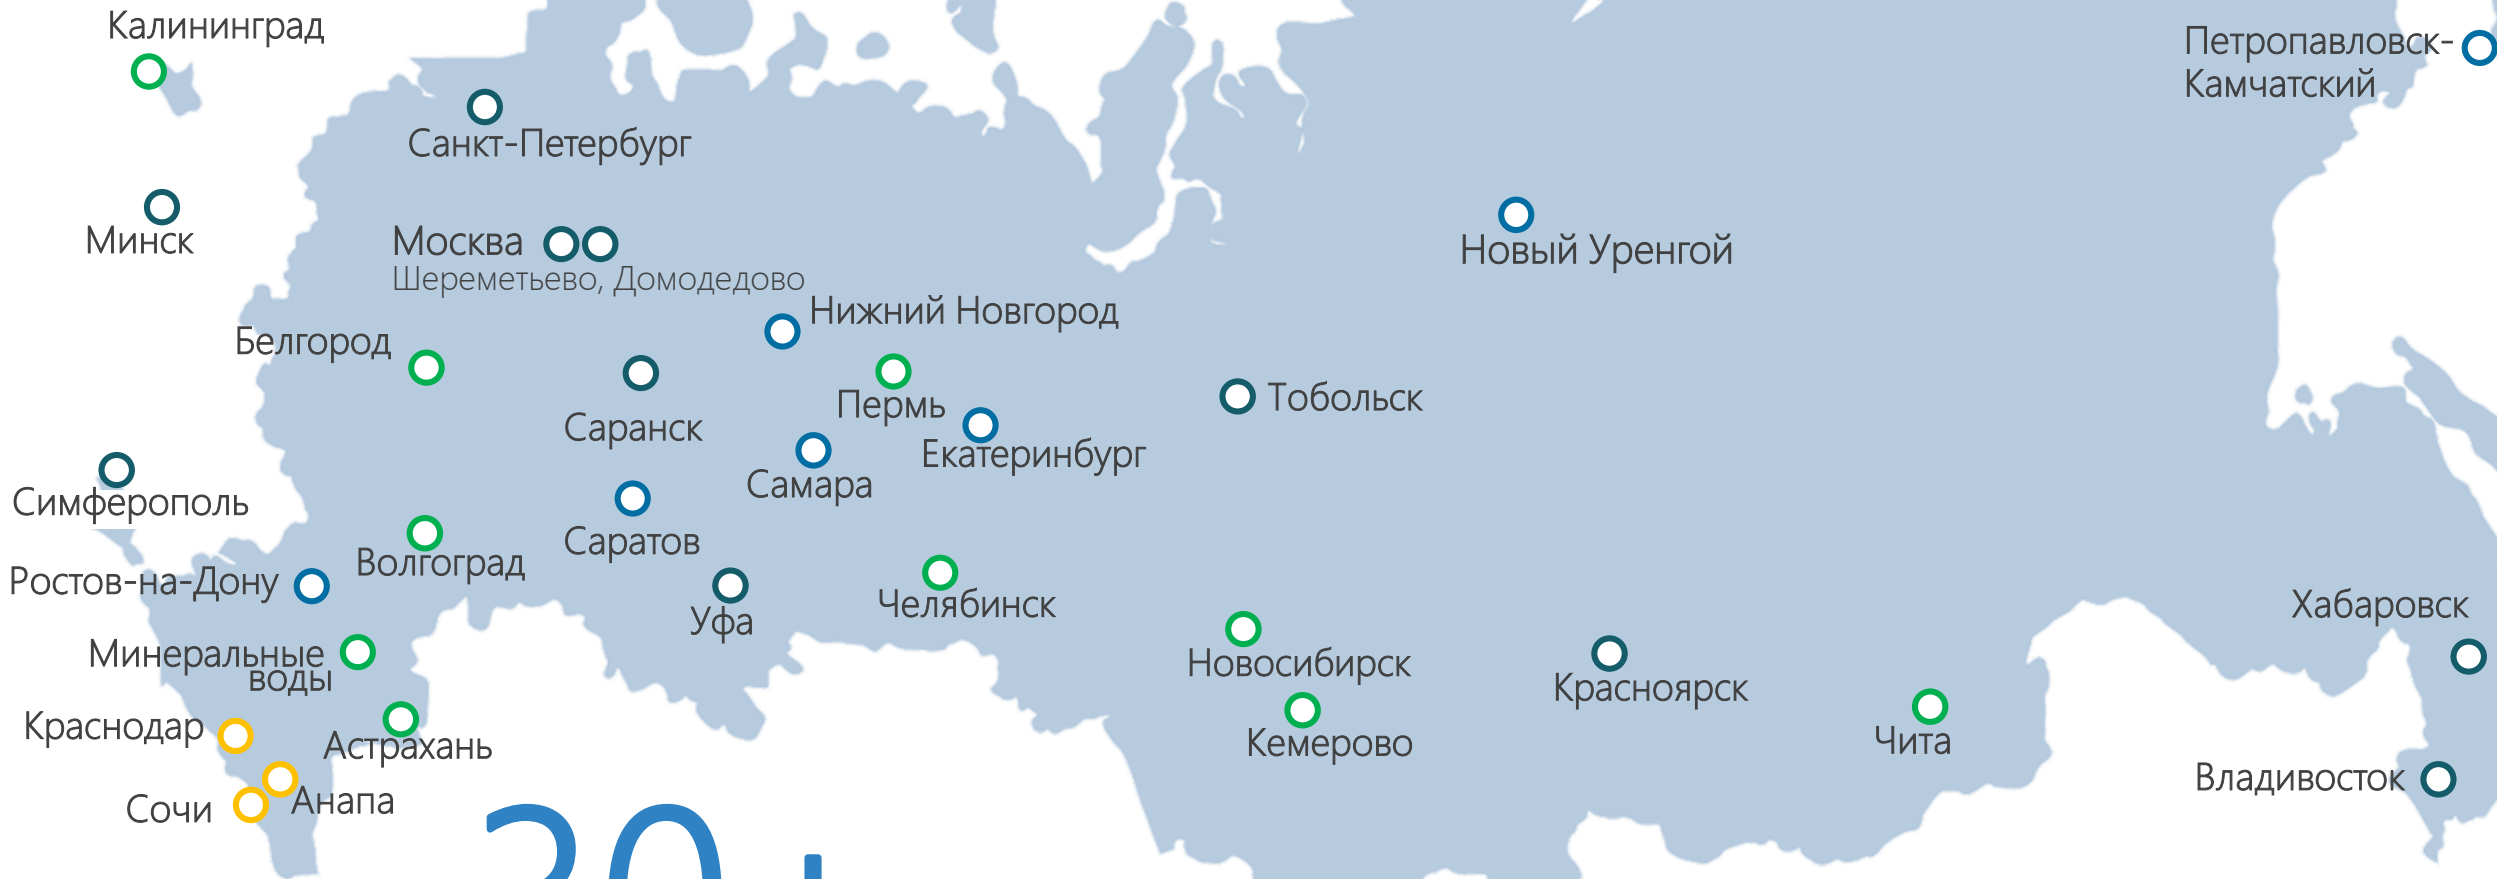 Калининград
Петропавловск-
Камчатский
Санкт-Петербург
Минск
Москва
Шереметьево, Домодедово
Новый Уренгой
Нижний Новгород
Белгород
Пермь
Тобольск
Саранск
Екатеринбург
Самара
Симферополь
Саратов
Волгоград
Ростов-на-Дону
Челябинск
Хабаровск
Уфа
Минеральные
воды
Новосибирск
Красноярск
Краснодар
Астрахань
Кемерово
Чита
Владивосток
Анапа
Сочи